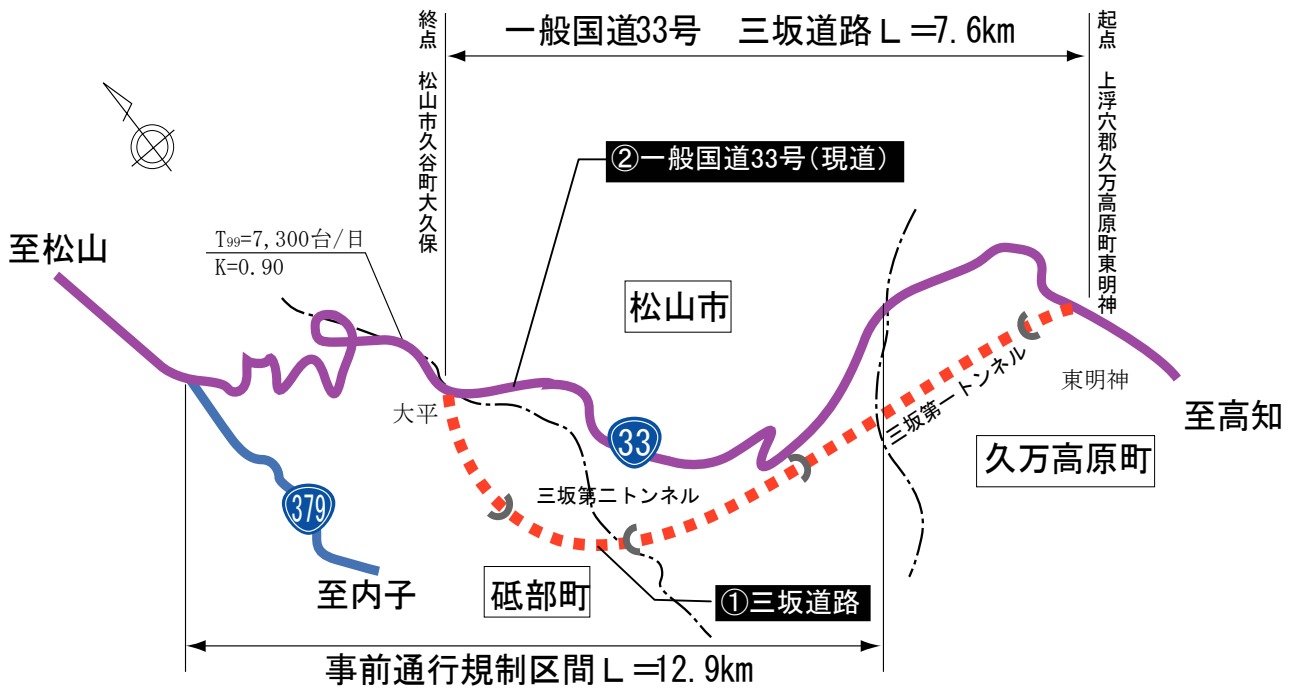 一般国道33号 三坂道路L=7.6km
終点 松山市久谷町大久保
起点 上浮穴郡久万高原町東明神
②一般国道33号(現道)
至松山
T99=7,300台/日
K=0.90
松山市
大平
33
三坂第一トンネル
東明神
至高知
久万高原町
三坂第二トンネル
379
至内子
砥部町
①三坂道路
事前通行規制区間L=12.9km